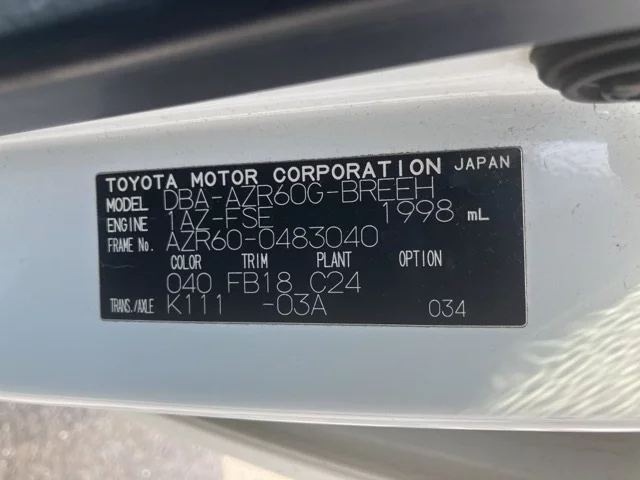 TOYOTA MOTOR CORPORATION JAPAN
MODEL DBA-AZR60G-BREEH
ENGINE 1AZ-FSE 1998 mL
FRAME No. AZR60-0483040
COLOR TRIM PLANT OPTION
040 FB18 C24
TRANS./AXLE K111 -03A 034